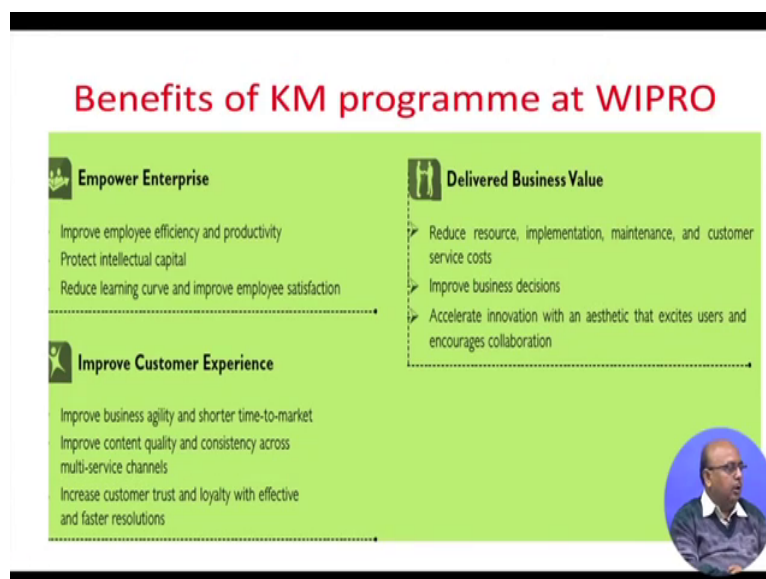 Benefits of KM programme at WIPRO
Empower Enterprise
Improve employee efficiency and productivity
Protect intellectual capital
Reduce learning curve and improve employee satisfaction
Improve Customer Experience
Improve business agility and shorter time-to-market
Improve content quality and consistency across
multi-service channels
Increase customer trust and loyalty with effective
and faster resolutions
Delivered Business Value
Reduce resource, implementation, maintenance, and customer
service costs
Improve business decisions
Accelerate innovation with an aesthetic that excites users and
encourages collaboration